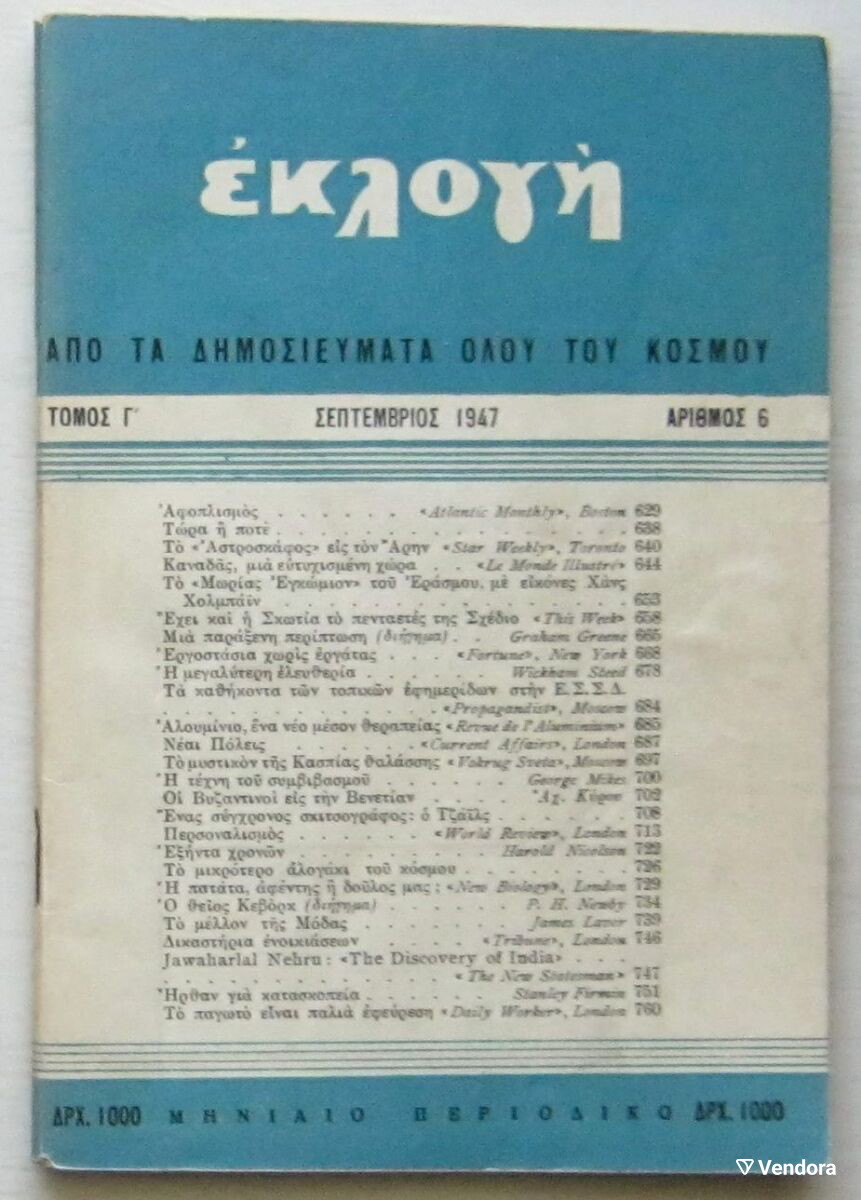 ἐκλογὴ
ΑΠΟ ΤΑ ΔΗΜΟΣΙΕΥΜΑΤΑ ΟΛΟΥ ΤΟΥ ΚΟΣΜΟΥ
ΤΟΜΟΣ Γ' ΣΕΠΤΕΜΒΡΙΟΣ 1947 ΑΡΙΘΜΟΣ 6
Ἀφοπλισμὸς . . . . . . «Atlantic Monthly», Boston 629
Τώρα ἢ ποτὲ . . . . . . . . . . . . . . . 638
Τὸ «Ἀστροσκάφος» εἰς τὸν Ἄρην «Star Weekly», Toronto 640
Καναδᾶς, μιὰ εὐτυχισμένη χώρα . . «Le Monde Illustré» 644
Τὸ «Μωρίας Ἐγκώμιον» τοῦ Ἐράσμου, μὲ εἰκόνες Χὰνς
Χολμπάϊν . . . . . . . . . . . . . . . 653
Ἔχει καὶ ἡ Σκωτία τὸ πενταετές της Σχέδιο «This Week» 658
Μιὰ παράξενη περίπτωση (διήγημα) . . Graham Greene 665
Ἐργοστάσια χωρὶς ἐργάτας . . . «Fortune», New York 668
Ἡ μεγαλύτερη ἐλευθερία . . . . . Wickham Steed 678
Τὰ καθήκοντα τῶν τοπικῶν ἐφημερίδων στὴν Ε.Σ.Σ.Δ.
. . . . . . . . . . . . «Propagandist», Moscow 684
Ἀλουμίνιο, ἕνα νέο μέσον θεραπείας «Revue de l'Aluminium» 685
Νέαι Πόλεις . . . . . . «Current Affairs», London 687
Τὸ μυστικὸν τῆς Κασπίας θαλάσσης «Vokrug Sveta», Moscow 697
Ἡ τέχνη τοῦ συμβιβασμοῦ . . . . . George Mikes 700
Οἱ Βυζαντινοὶ εἰς τὴν Βενετίαν . . . . Ἀχ. Κύρου 702
Ἕνας σύγχρονος σκιτσογράφος: ὁ Τζάϊλς . . . . . 708
Περσοναλισμὸς . . . . . «World Review», London 713
Ἑξήντα χρονῶν . . . . . . . . Harold Nicolson 722
Τὸ μικρότερο ἀλογάκι τοῦ κόσμου . . . . . . . 726
Ἡ πατάτα, ἀφέντης ἢ δοῦλος μας; «New Biology», London 729
Ὁ θεῖος Κεβὸρκ (διήγημα) . . . . . P. H. Newby 734
Τὸ μέλλον τῆς Μόδας . . . . . . . James Laver 739
Δικαστήρια ἐνοικιάσεων . . . . . «Tribune», London 746
Jawaharlal Nehru: «The Discovery of India» . . .
. . . . . . . . . . . . . «The New Statesman» 747
Ἦρθαν γιὰ κατασκοπεία . . . . . . Stanley Firmin 751
Τὸ παγωτὸ εἶναι παλιὰ ἐφεύρεση «Daily Worker», London 760
ΔΡΧ. 1000 ΜΗΝΙΑΙΟ ΠΕΡΙΟΔΙΚΟ ΔΡΧ. 1000
Vendora